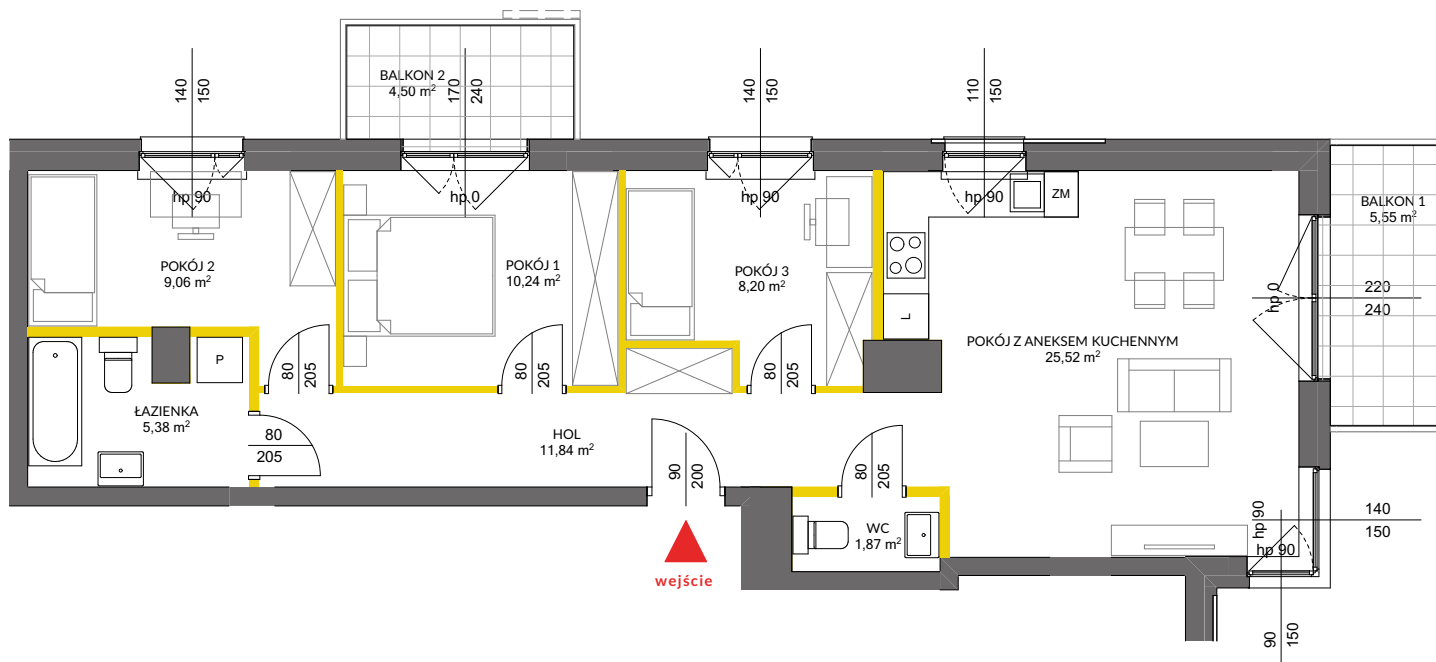 140
150
BALKON 2
4,50 m²
170
240
140
150
110
150
hp 90
hp 0
hp 90
hp 90
ZM
BALKON 1
5,55 m²
POKÓJ 2
9,06 m²
POKÓJ 1
10,24 m²
POKÓJ 3
8,20 m²
L
hp 0
220
240
POKÓJ Z ANEKSEM KUCHENNYM
25,52 m²
P
80
205
80
205
80
205
ŁAZIENKA
5,38 m²
80
205
HOL
11,84 m²
90
200
80
205
WC
1,87 m²
hp 90
hp 90
140
150
wejście
90
150